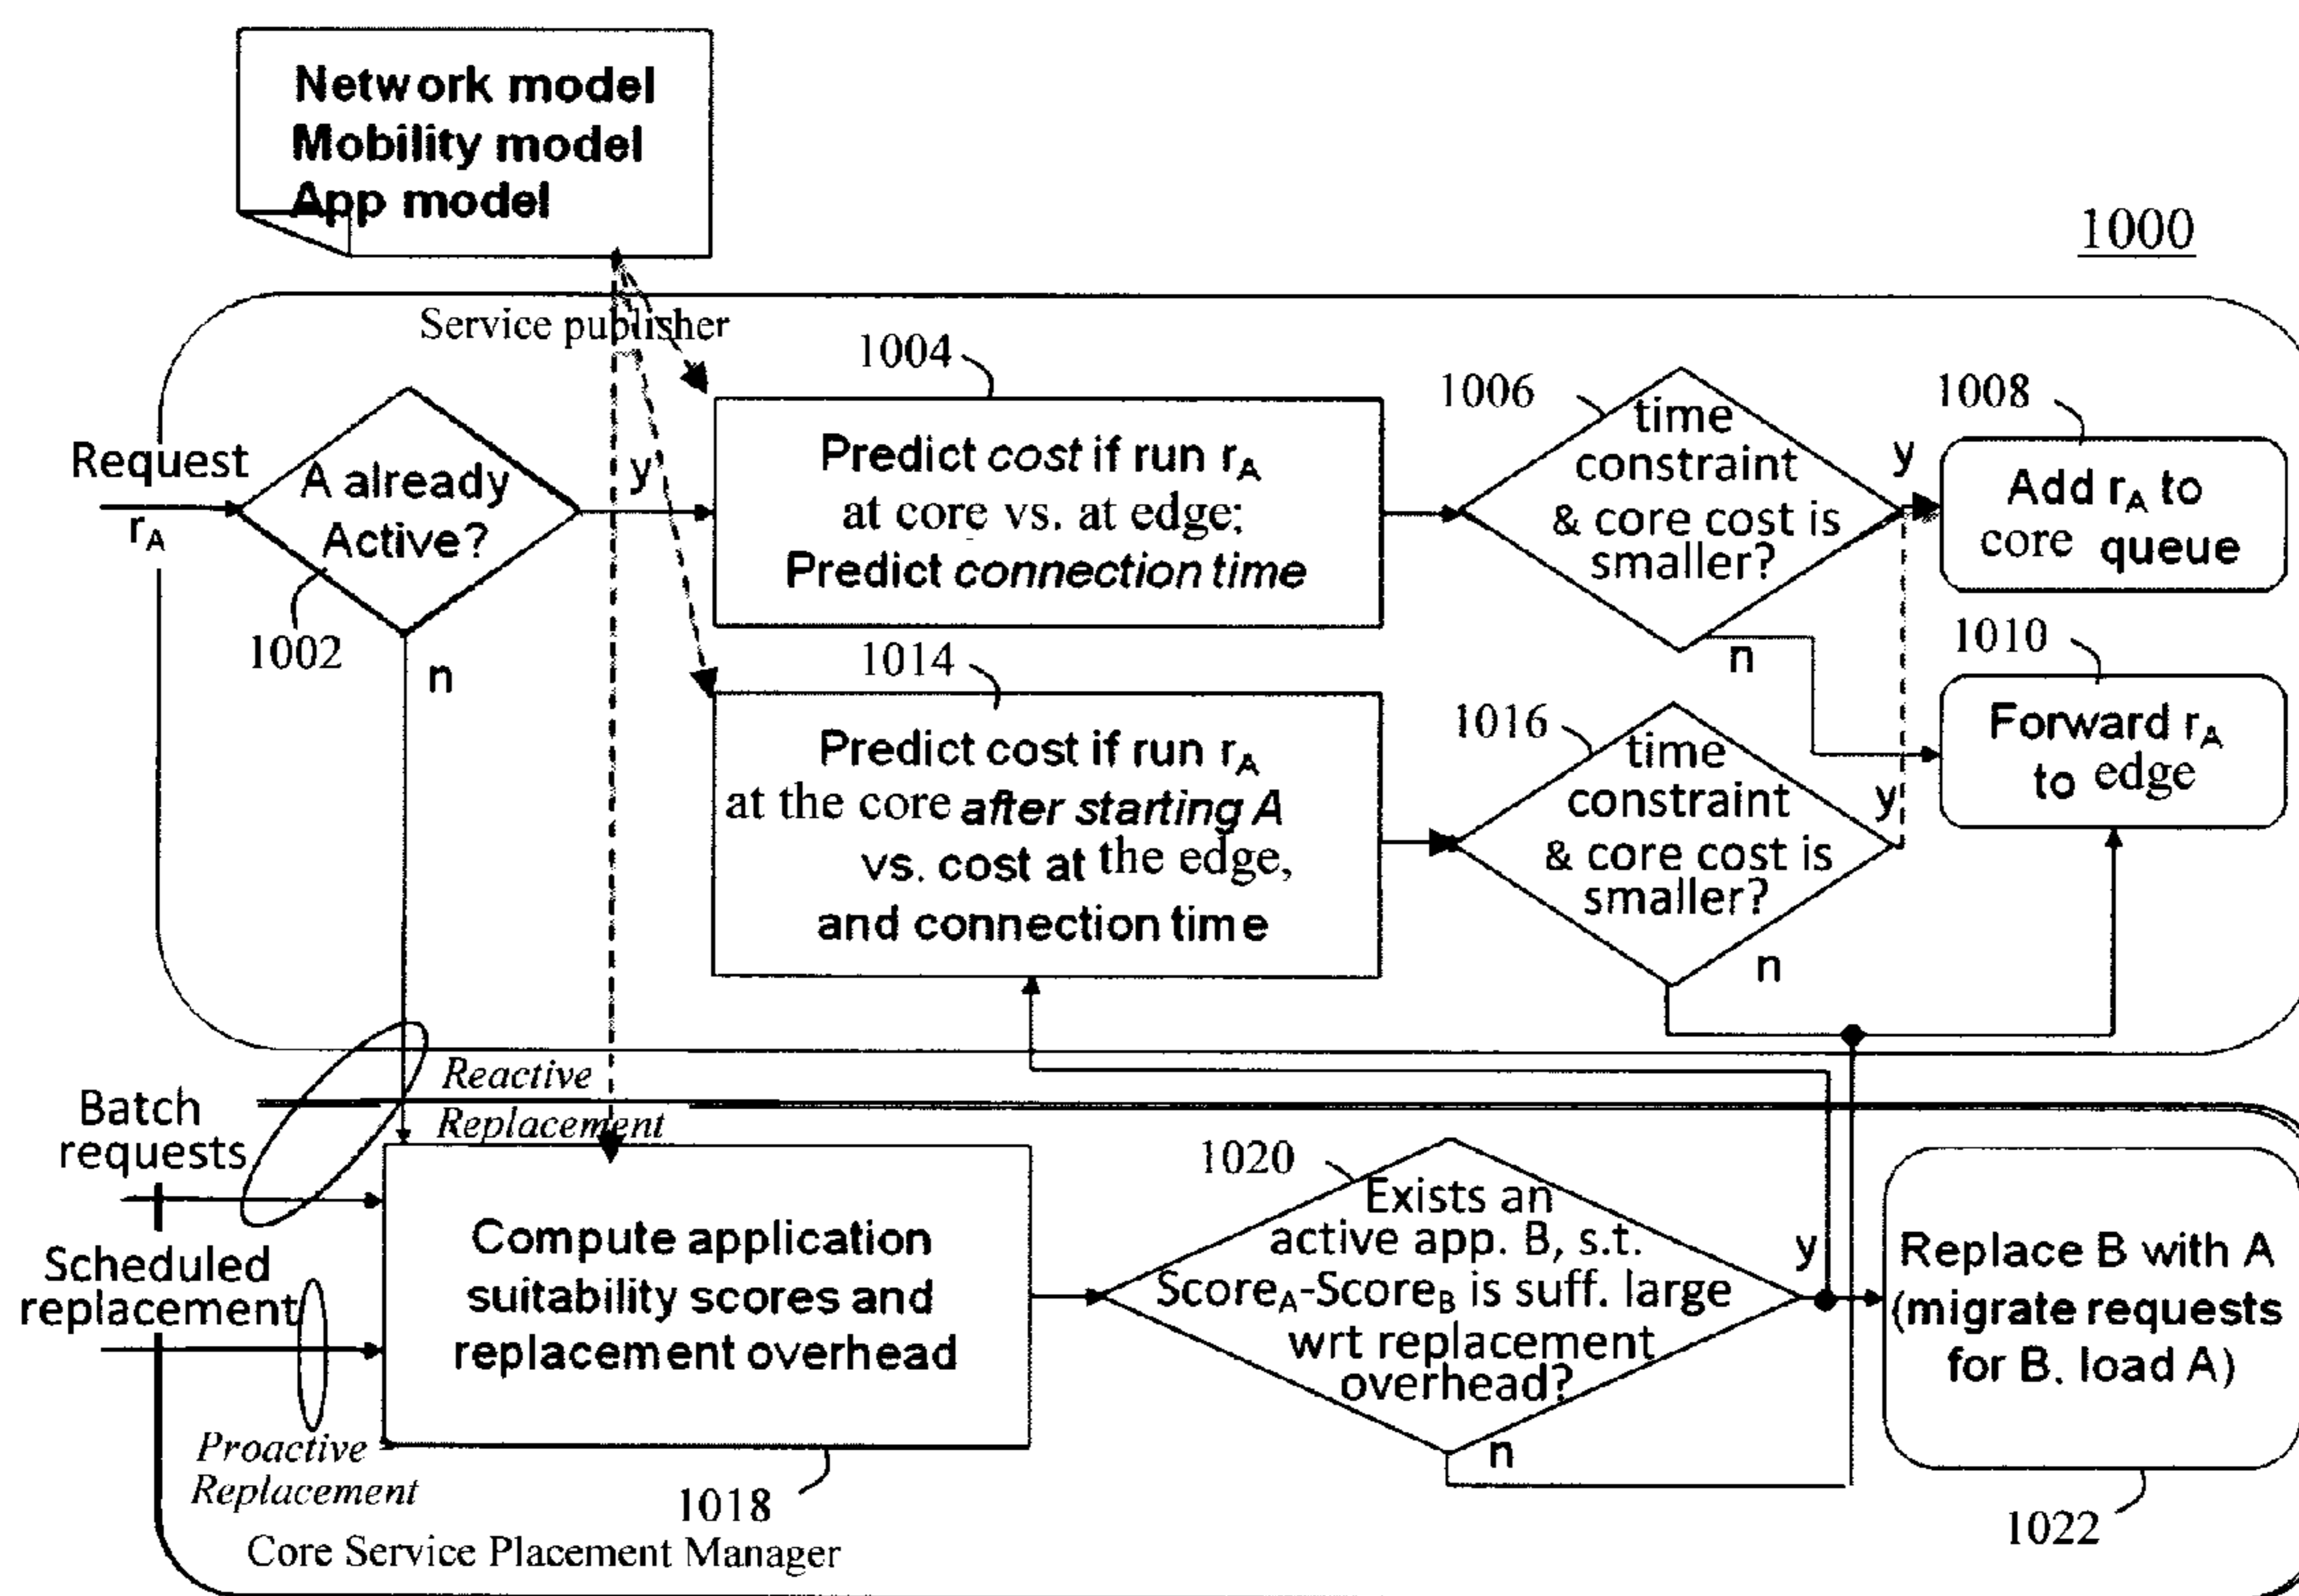 Network model
Mobility model
App model
1000
Service publisher
1004
1006
1008
Request
rA
A already
Active?
1002
y
n
Predict cost if run rA
at core vs. at edge;
Predict connection time
time
constraint
& core cost is
smaller?
y
n
Add rA to
core queue
1010
Forward rA
to edge
1014
Predict cost if run rA
at the core after starting A
vs. cost at the edge,
and connection time
1016
time
constraint
& core cost is
smaller?
y
n
Reactive
Replacement
Batch
requests
Scheduled
replacement
Proactive
Replacement
Compute application
suitability scores and
replacement overhead
1018
1020
Exists an
active app. B, s.t.
ScoreA-ScoreB is suff. large
wrt replacement
overhead?
y
n
Replace B with A
(migrate requests
for B. load A)
1022
Core Service Placement Manager